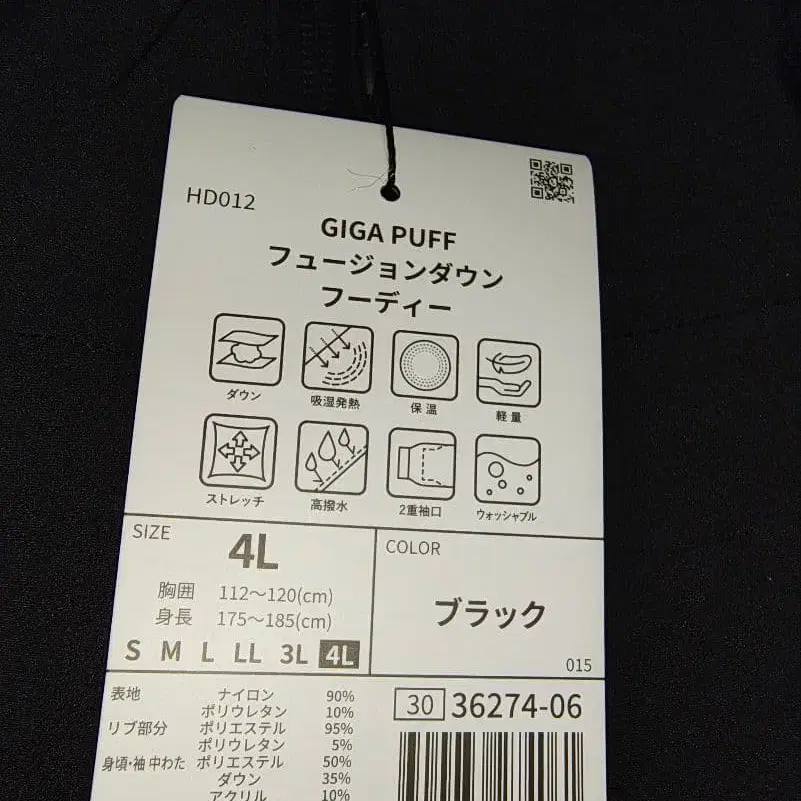 HD012
GIGA PUFF
フュージョンダウン
フーディー
ダウン 吸湿発熱 保温 軽量
ストレッチ 高撥水 2重袖口 ウォッシャブル
SIZE
4L
胸囲 112～120(cm)
身長 175～185(cm)
S M L LL 3L 4L
COLOR
ブラック
015
表地 ナイロン 90%
ポリウレタン 10%
リブ部分 ポリエステル 95%
ポリウレタン 5%
身頃・袖 中わた ポリエステル 50%
ダウン 35%
アクリル 10%
30 36274-06